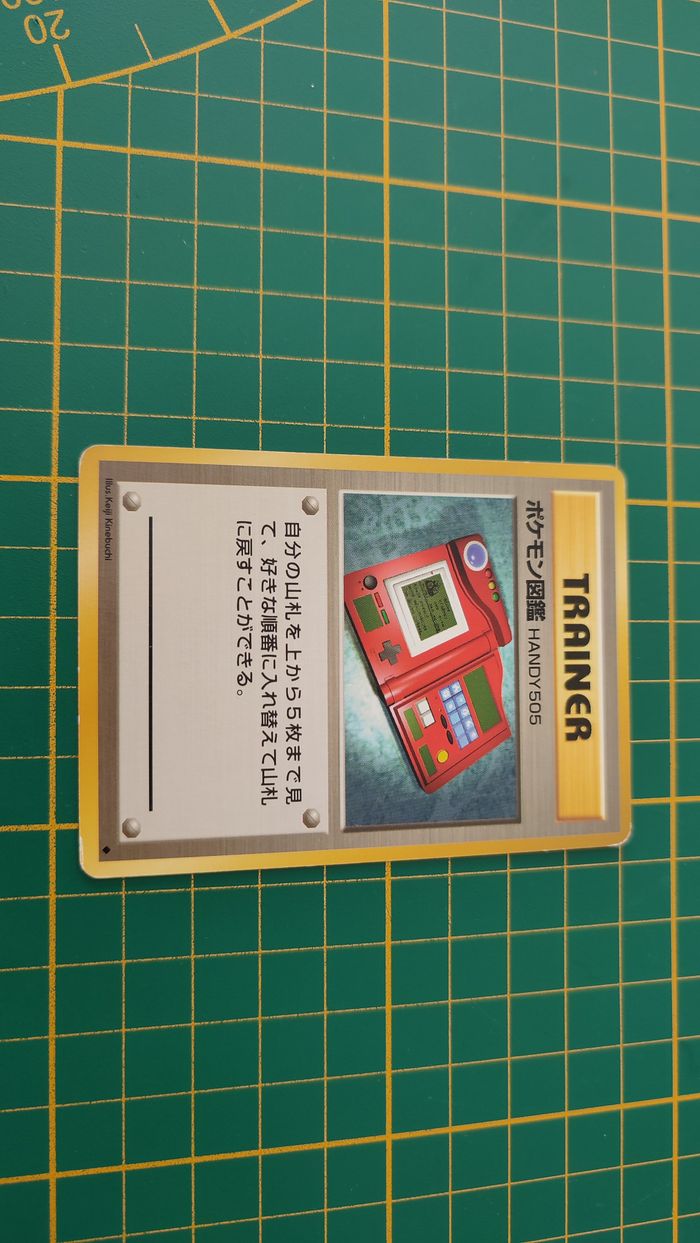 20
TRAINER
ポケモン図鑑 HANDY505
自分の山札を上から5枚まで見
て、好きな順番に入れ替えて山札
に戻すことができる。
Illus. Keiji Kinebuchi